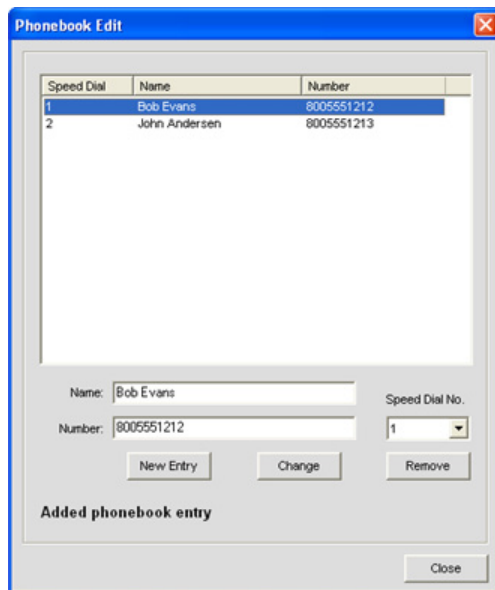 Phonebook Edit
Speed Dial Name Number
1 Bob Evans 8005551212
2 John Andersen 8005551213
Name: Bob Evans
Speed Dial No.
Number: 8005551212 1
New Entry Change Remove
Added phonebook entry
Close